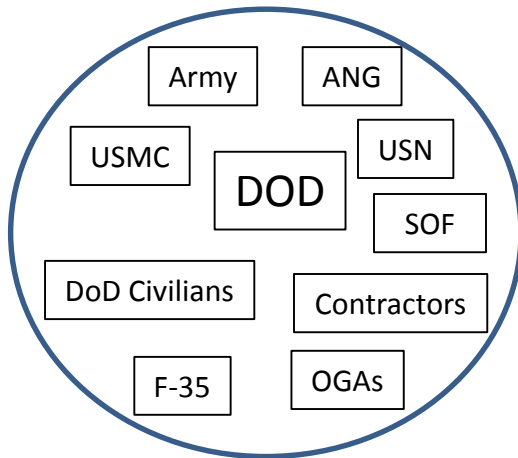 Army
ANG
USMC
USN
DOD
SOF
DoD Civilians
Contractors
F-35
OGAs